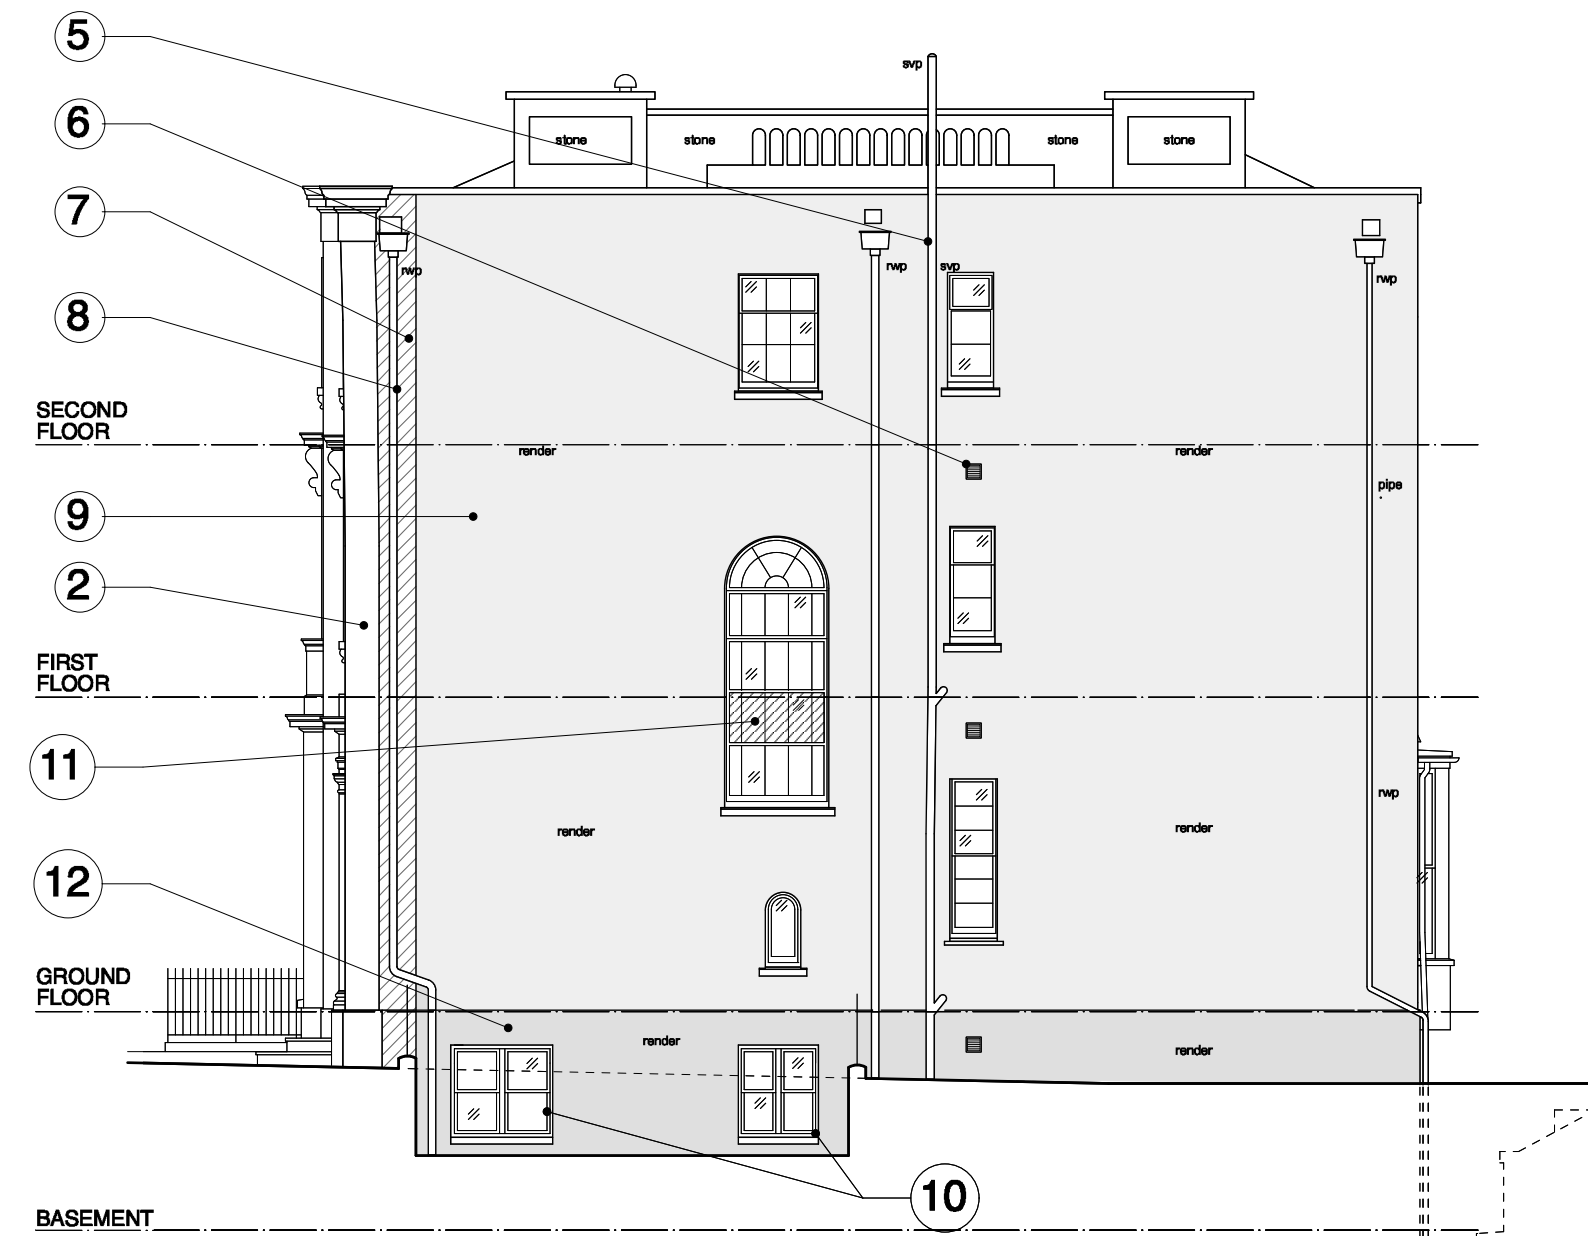 5
svp
6
stone
stone
stone
stone
7
rwp
rwp
svp
rwp
8
SECOND
FLOOR
render
render
pipe
9
2
FIRST
FLOOR
11
rwp
render
render
12
GROUND
FLOOR
render
render
10
BASEMENT